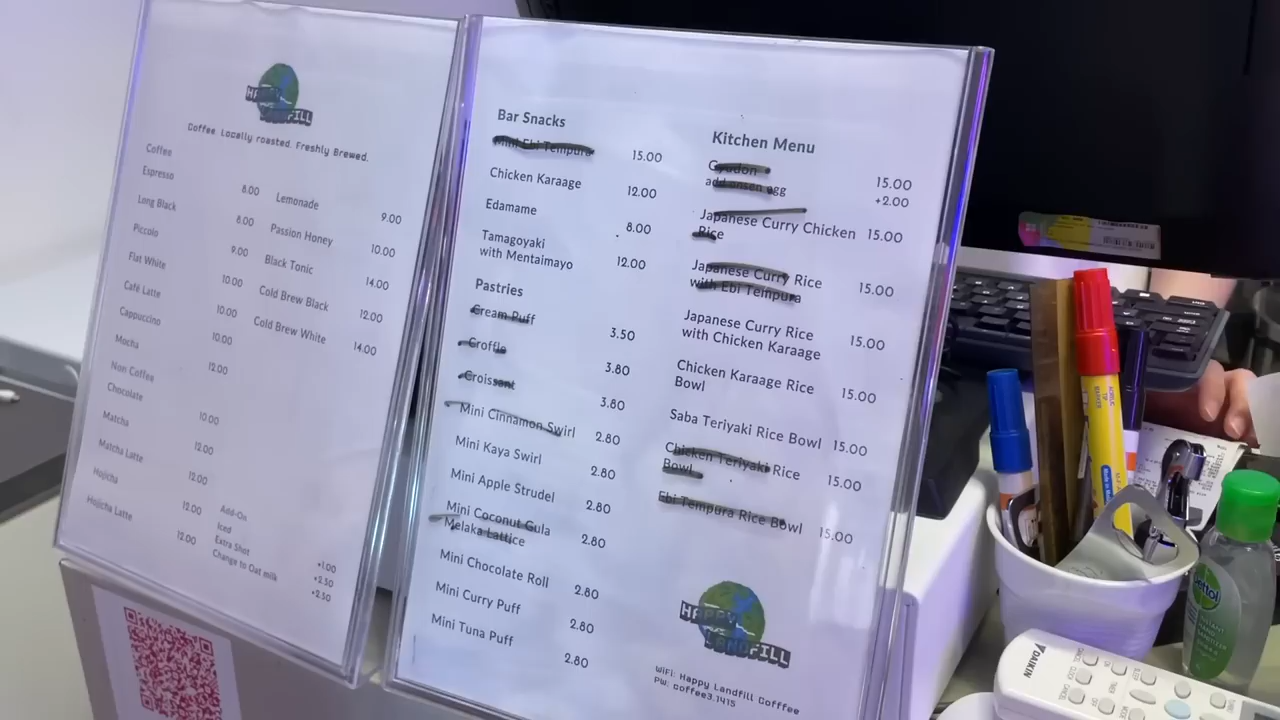 HAPPY
LANDFILL
Coffee. Locally roasted. Freshly Brewed.
Coffee
Espresso 8.00
Long Black 8.00
Piccolo 9.00
Flat White 10.00
Café Latte 10.00
Cappuccino 10.00
Mocha 12.00
Non Coffee
Chocolate 10.00
Matcha 12.00
Matcha Latte 12.00
Hojicha 12.00
Hojicha Latte 12.00
Lemonade 9.00
Passion Honey 10.00
Black Tonic 14.00
Cold Brew Black 12.00
Cold Brew White 14.00
Add-On
Iced +1.00
Extra Shot +2.50
Change to Oat milk +2.50
Bar Snacks
Mini Ebi Tempura 15.00
Chicken Karaage 12.00
Edamame 8.00
Tamagoyaki
with Mentaimayo 12.00
Pastries
Cream Puff 3.50
Croffle 3.80
Croissant 3.80
Mini Cinnamon Swirl 2.80
Mini Kaya Swirl 2.80
Mini Apple Strudel 2.80
Mini Coconut Gula
Melaka Lattice 2.80
Mini Chocolate Roll 2.80
Mini Curry Puff 2.80
Mini Tuna Puff 2.80
Kitchen Menu
Gyudon 15.00
add onsen egg +2.00
Japanese Curry Chicken
Rice 15.00
Japanese Curry Rice
with Ebi Tempura 15.00
Japanese Curry Rice
with Chicken Karaage 15.00
Chicken Karaage Rice
Bowl 15.00
Saba Teriyaki Rice Bowl 15.00
Chicken Teriyaki Rice
Bowl 15.00
Ebi Tempura Rice Bowl 15.00
HAPPY
LANDFILL
WiFi: Happy Landfill Cofffee
PW: coffee3.1415
DAIKIN
Dettol